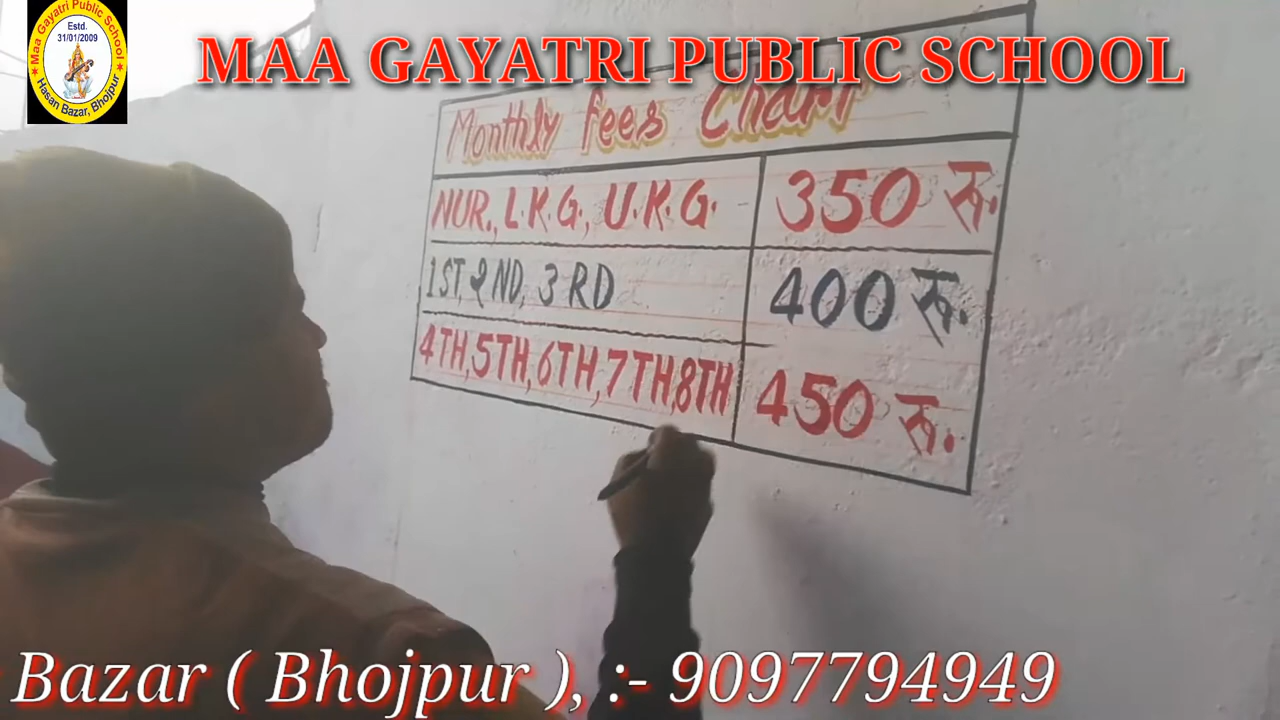 Maa Gayatri Public School
Estd.
31/01/2009
Hasan Bazar, Bhojpur
MAA GAYATRI PUBLIC SCHOOL
Monthly fees Chart
NUR., L.K.G., U.K.G. 350 रू.
1ST, 2ND, 3RD 400 रू.
4TH, 5TH, 6TH, 7TH, 8TH 450 रू.
Bazar ( Bhojpur ), :- 9097794949